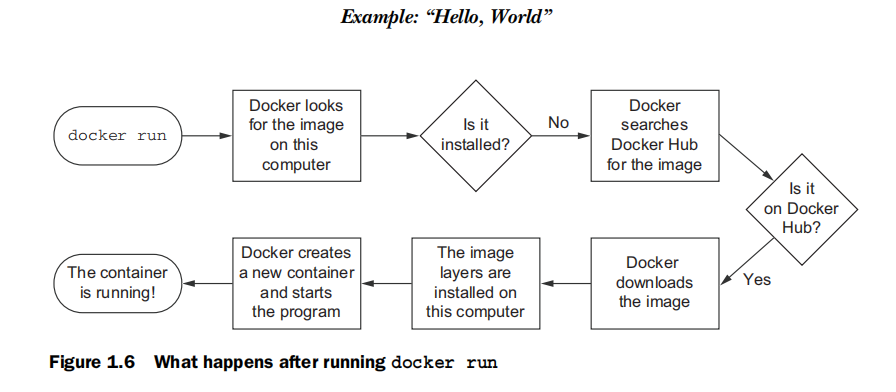 Example: “Hello, World”
docker run
Docker looks
for the image
on this
computer
Is it
installed?
No
Docker
searches
Docker Hub
for the image
Is it
on Docker
Hub?
Yes
Docker
downloads
the image
The image
layers are
installed on
this computer
Docker creates
a new container
and starts
the program
The container
is running!
Figure 1.6 What happens after running docker run